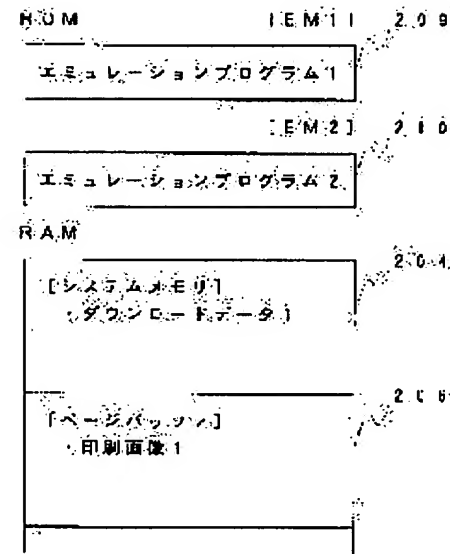 ROM [EM1] 209
エミュレーションプログラム1
[EM2] 210
エミュレーションプログラム2
RAM
204
[システムメモリ]
・ダウンロードデータ1
206
[ページバッファ]
・印刷画像1